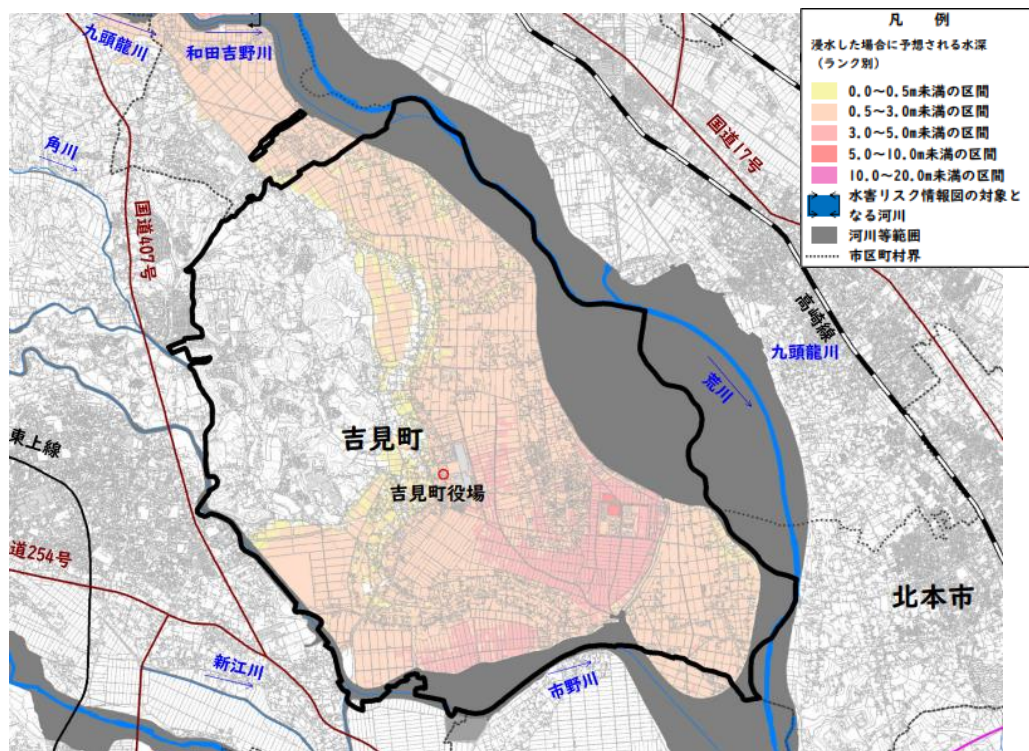 凡 例
浸水した場合に予想される水深
（ランク別）
0.0～0.5m未満の区間
0.5～3.0m未満の区間
3.0～5.0m未満の区間
5.0～10.0m未満の区間
10.0～20.0m未満の区間
水害リスク情報図の対象と
なる河川
河川等範囲
市区町村界
九頭龍川
和田吉野川
角川
国道407号
国道17号
高崎線
九頭龍川
荒川
東上線
吉見町
吉見町役場
道254号
北本市
新江川
市野川